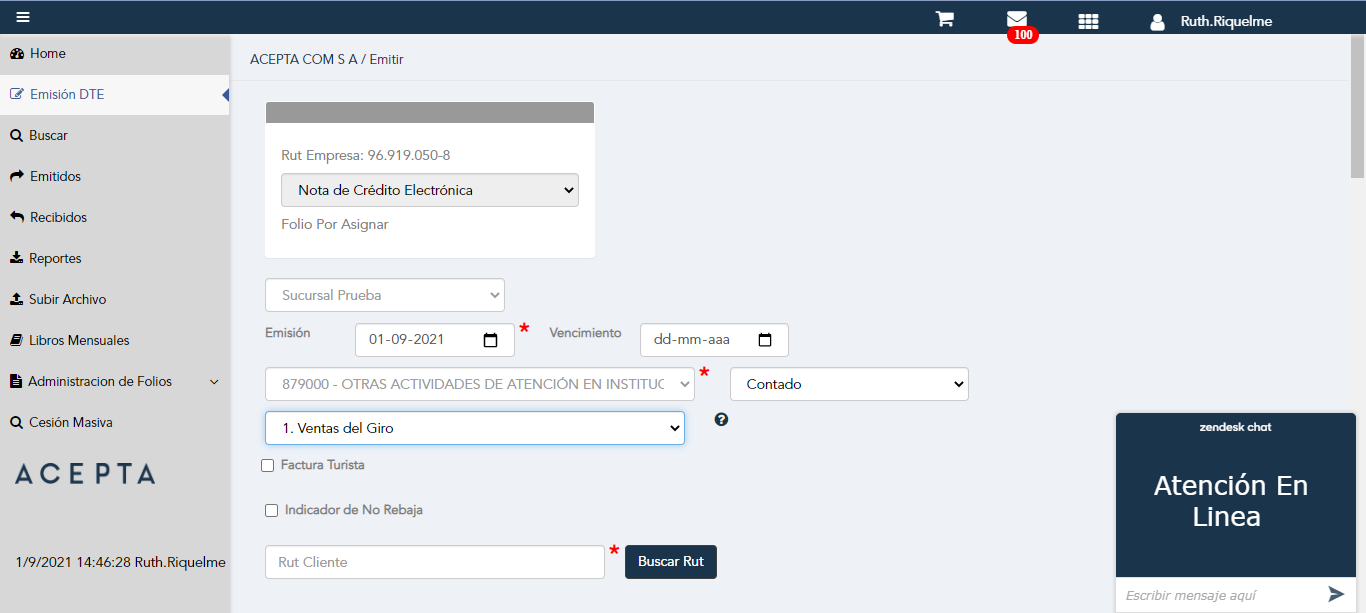 100
Ruth.Riquelme
Home
Emisión DTE
Buscar
Emitidos
Recibidos
Reportes
Subir Archivo
Libros Mensuales
Administracion de Folios
Cesión Masiva
ACEPTA
1/9/2021 14:46:28 Ruth.Riquelme
ACEPTA COM S A / Emitir
Rut Empresa: 96.919.050-8
Nota de Crédito Electrónica
Folio Por Asignar
Sucursal Prueba
Emisión 01-09-2021 * Vencimiento dd-mm-aaa
879000 - OTRAS ACTIVIDADES DE ATENCIÓN EN INSTITUC * Contado
1. Ventas del Giro ?
Factura Turista
Indicador de No Rebaja
Rut Cliente * Buscar Rut
zendesk chat
Atención En
Linea
Escribir mensaje aquí